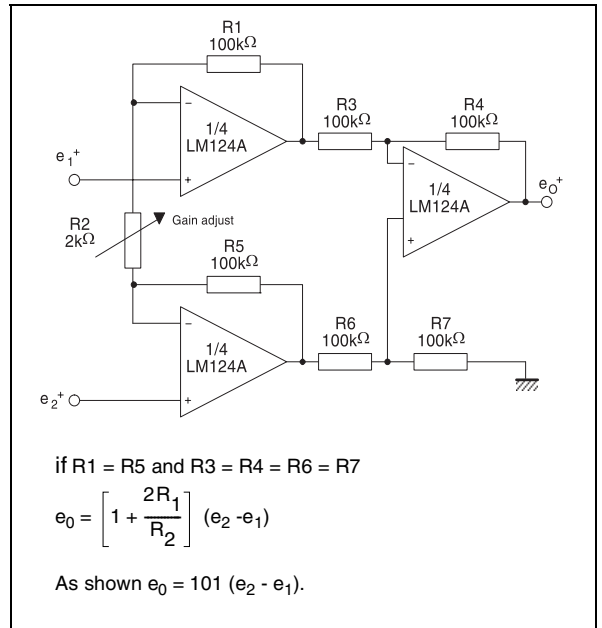 R1
100kΩ
1/4
LM124A
R3
100kΩ
R4
100kΩ
e1+
eO+
1/4
LM124A
R2
2kΩ
Gain adjust
R5
100kΩ
1/4
LM124A
R6
100kΩ
R7
100kΩ
e2+
if R1 = R5 and R3 = R4 = R6 = R7
e0 = [1 + 2R1/R2] (e2 -e1)
As shown e0 = 101 (e2 - e1).